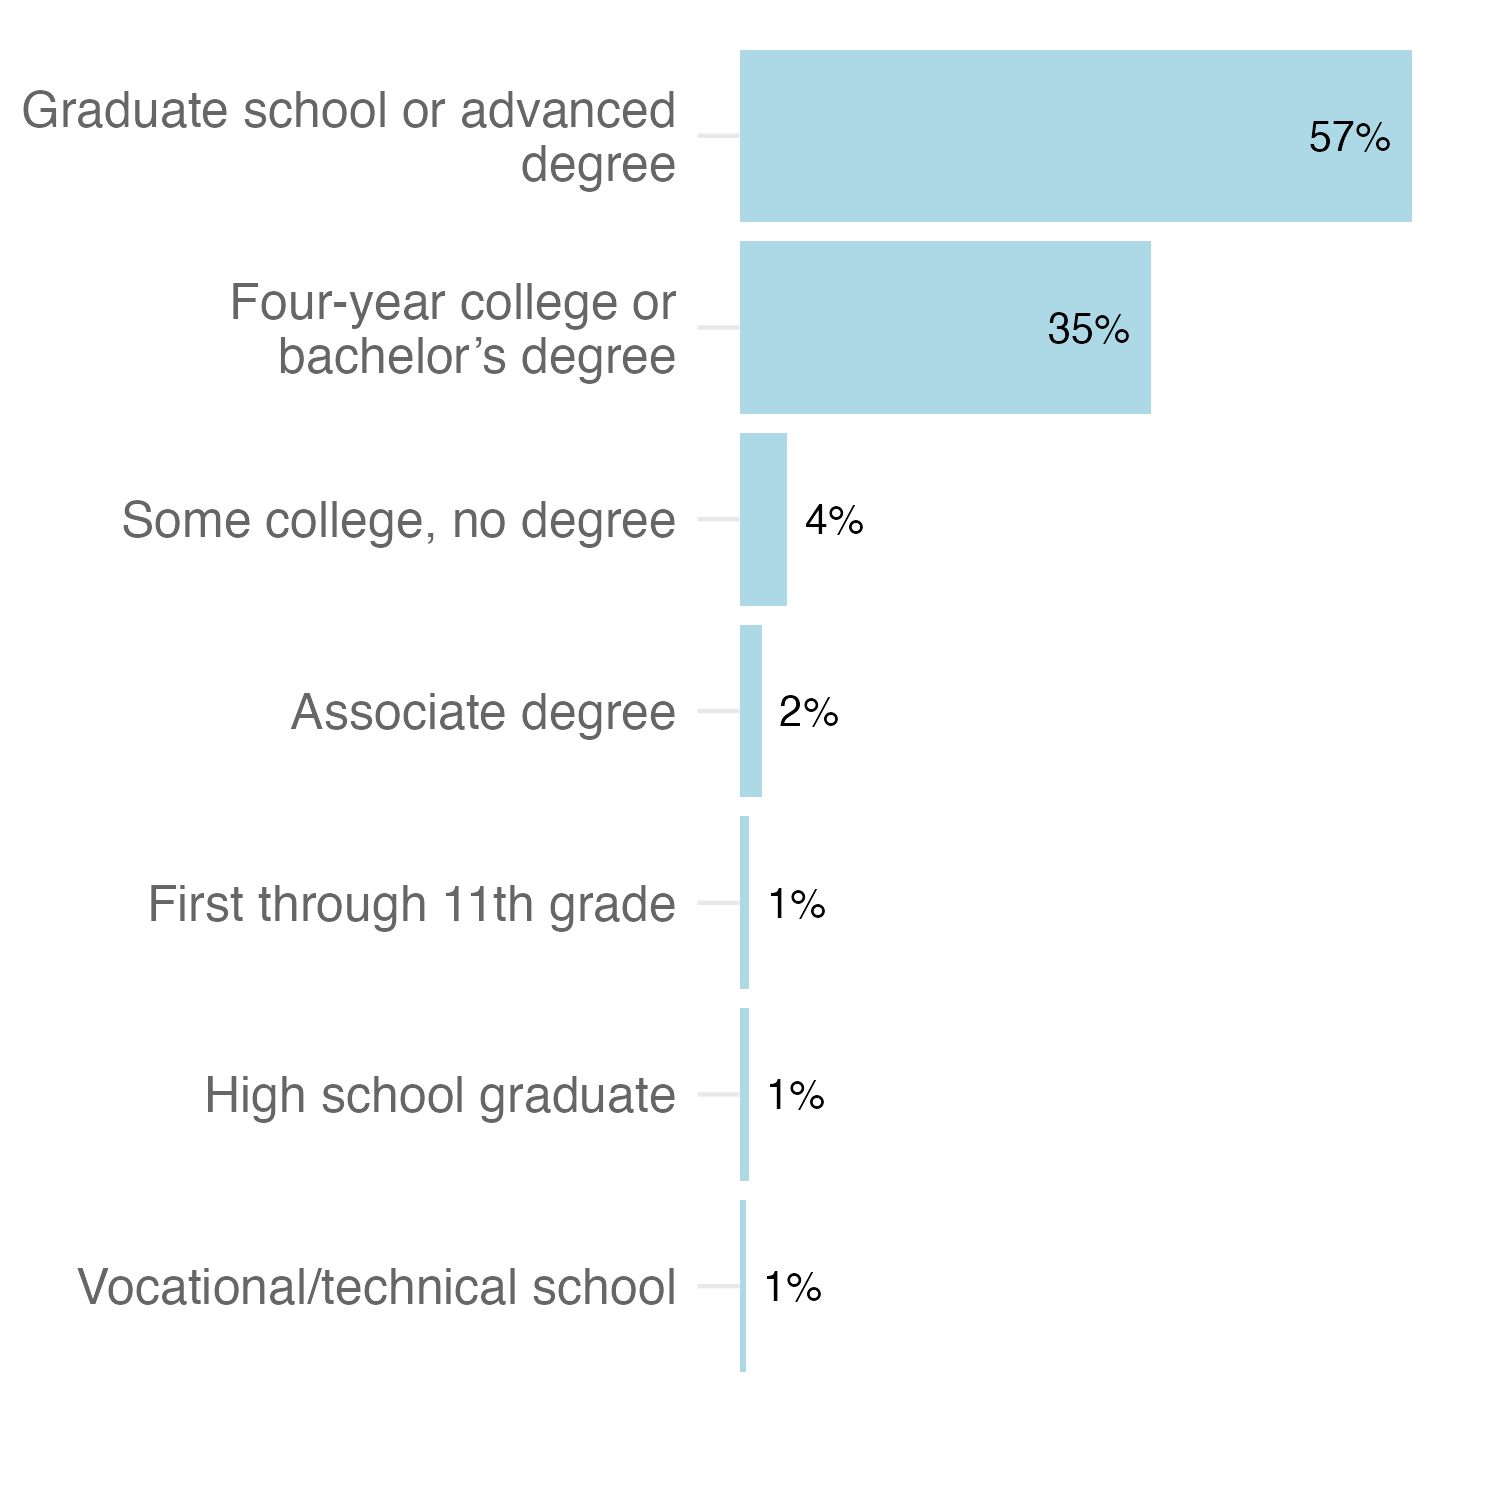 Graduate school or advanced
degree
57%
Four-year college or
bachelor’s degree
35%
Some college, no degree
4%
Associate degree
2%
First through 11th grade
1%
High school graduate
1%
Vocational/technical school
1%